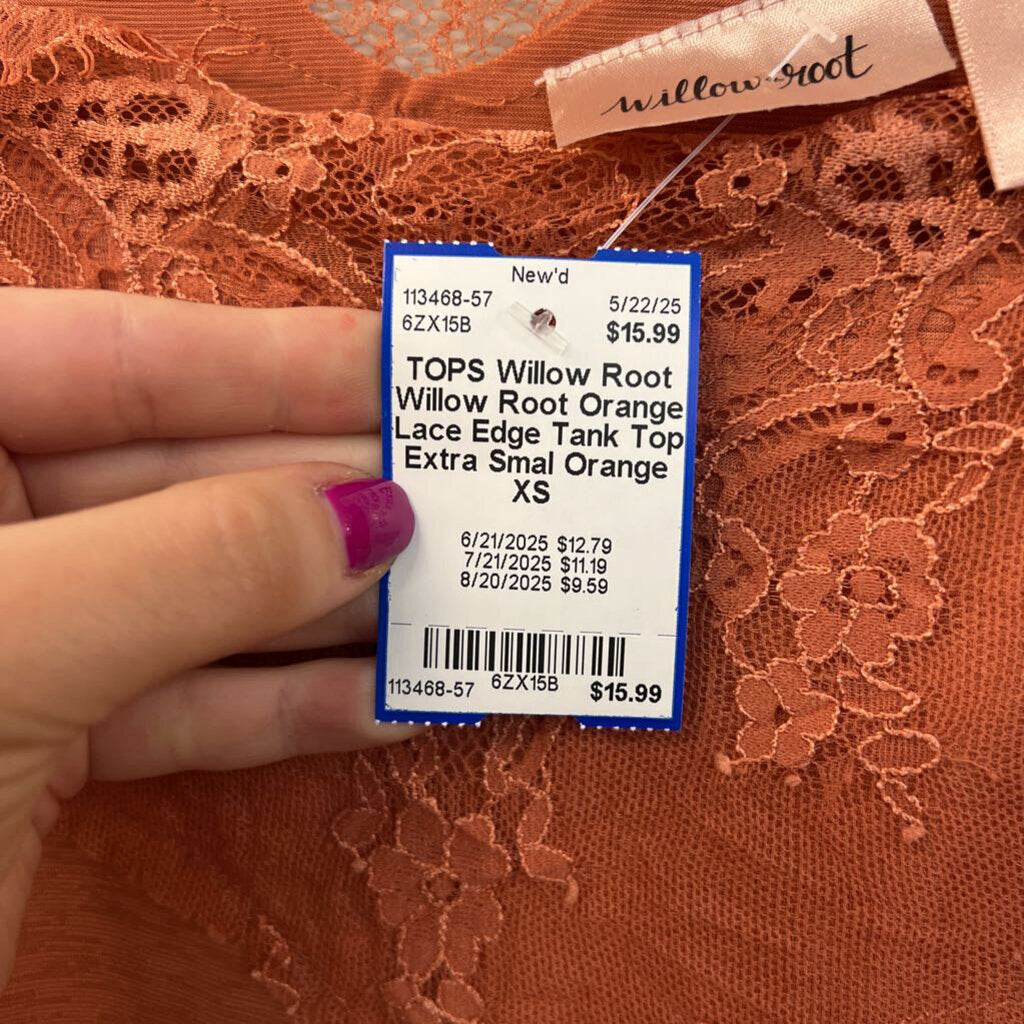 willow root
New'd
113468-57 5/22/25
6ZX15B $15.99
TOPS Willow Root
Willow Root Orange
Lace Edge Tank Top
Extra Smal Orange
XS
6/21/2025 $12.79
7/21/2025 $11.19
8/20/2025 $9.59
113468-57 6ZX15B $15.99